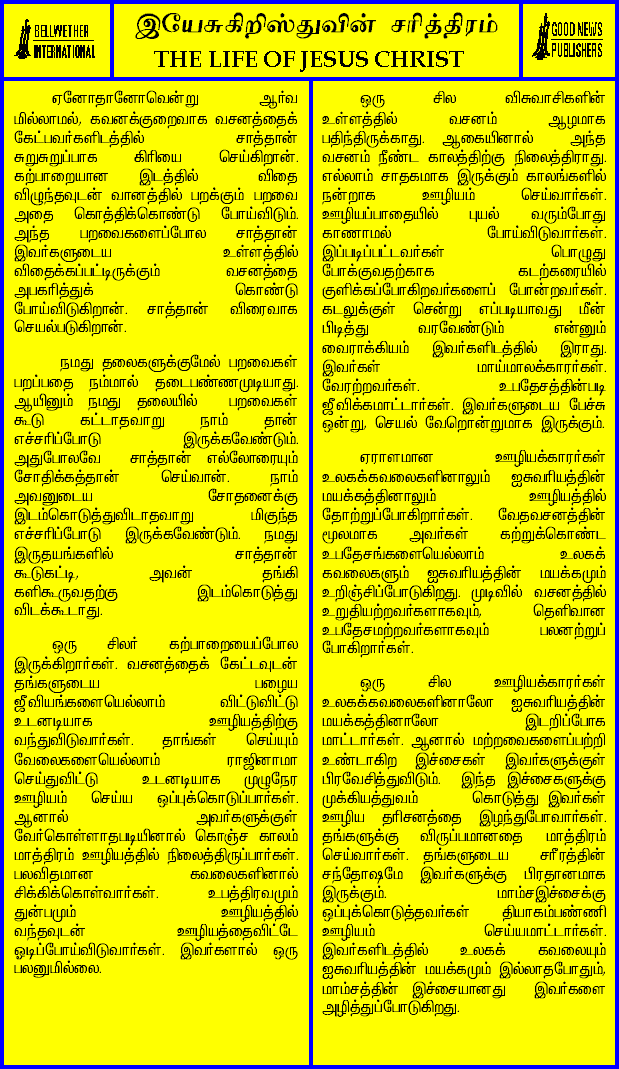 BELLWETHER
INTERNATIONAL
இயேசுகிறிஸ்துவின் சரித்திரம்
THE LIFE OF JESUS CHRIST
GOOD NEWS
PUBLISHERS
ஏனோதானோவென்று ஆர்வ
மில்லாமல், கவனக்குறைவாக வசனத்தைக்
கேட்பவர்களிடத்தில் சாத்தான்
சுறுசுறுப்பாக கிரியை செய்கிறான்.
கற்பாறையான இடத்தில் விதை
விழுந்தவுடன் வானத்தில் பறக்கும் பறவை
அதை கொத்திக்கொண்டு போய்விடும்.
அந்த பறவைகளைப்போல சாத்தான்
இவர்களுடைய உள்ளத்தில்
விதைக்கப்பட்டிருக்கும் வசனத்தை
அபகரித்துக் கொண்டு
போய்விடுகிறான். சாத்தான் விரைவாக
செயல்படுகிறான்.
நமது தலைகளுக்குமேல் பறவைகள்
பறப்பதை நம்மால் தடைபண்ணமுடியாது.
ஆயினும் நமது தலையில் பறவைகள்
கூடு கட்டாதவாறு நாம் தான்
எச்சரிப்போடு இருக்கவேண்டும்.
அதுபோலவே சாத்தான் எல்லோரையும்
சோதிக்கத்தான் செய்வான். நாம்
அவனுடைய சோதனைக்கு
இடம்கொடுத்துவிடாதவாறு மிகுந்த
எச்சரிப்போடு இருக்கவேண்டும். நமது
இருதயங்களில் சாத்தான்
கூடுகட்டி, அவன் தங்கி
களிகூருவதற்கு இடம்கொடுத்து
விடக்கூடாது.
ஒரு சிலர் கற்பாறையைப்போல
இருக்கிறார்கள். வசனத்தைக் கேட்டவுடன்
தங்களுடைய பழைய
ஜீவியங்களையெல்லாம் விட்டுவிட்டு
உடனடியாக ஊழியத்திற்கு
வந்துவிடுவார்கள். தாங்கள் செய்யும்
வேலைகளையெல்லாம் ராஜினாமா
செய்துவிட்டு உடனடியாக முழுநேர
ஊழியம் செய்ய ஒப்புக்கொடுப்பார்கள்.
ஆனால் அவர்களுக்குள்
வேர்கொள்ளாதபடியினால் கொஞ்ச காலம்
மாத்திரம் ஊழியத்தில் நிலைத்திருப்பார்கள்.
பலவிதமான கவலைகளினால்
சிக்கிக்கொள்வார்கள். உபத்திரவமும்
துன்பமும் ஊழியத்தில்
வந்தவுடன் ஊழியத்தைவிட்டே
ஓடிப்போய்விடுவார்கள். இவர்களால் ஒரு
பலனுமில்லை.
ஒரு சில விசுவாசிகளின்
உள்ளத்தில் வசனம் ஆழமாக
பதிந்திருக்காது. ஆகையினால் அந்த
வசனம் நீண்ட காலத்திற்கு நிலைத்திராது.
எல்லாம் சாதகமாக இருக்கும் காலங்களில்
நன்றாக ஊழியம் செய்வார்கள்.
ஊழியப்பாதையில் புயல் வரும்போது
காணாமல் போய்விடுவார்கள்.
இப்படிப்பட்டவர்கள் பொழுது
போக்குவதற்காக கடற்கரையில்
குளிக்கப்போகிறவர்களைப் போன்றவர்கள்.
கடலுக்குள் சென்று எப்படியாவது மீன்
பிடித்து வரவேண்டும் என்னும்
வைராக்கியம் இவர்களிடத்தில் இராது.
இவர்கள் மாய்மாலக்காரர்கள்.
வேரற்றவர்கள். உபதேசத்தின்படி
ஜீவிக்கமாட்டார்கள். இவர்களுடைய பேச்சு
ஒன்று, செயல் வேறொன்றுமாக இருக்கும்.
ஏராளமான ஊழியக்காரர்கள்
உலகக்கவலைகளினாலும் ஐசுவரியத்தின்
மயக்கத்தினாலும் ஊழியத்தில்
தோற்றுப்போகிறார்கள். வேதவசனத்தின்
மூலமாக அவர்கள் கற்றுக்கொண்ட
உபதேசங்களையெல்லாம் உலகக்
கவலைகளும் ஐசுவரியத்தின் மயக்கமும்
உறிஞ்சிப்போடுகிறது. முடிவில் வசனத்தில்
உறுதியற்றவர்களாகவும், தெளிவான
உபதேசமற்றவர்களாகவும் பலனற்றுப்
போகிறார்கள்.
ஒரு சில ஊழியக்காரர்கள்
உலகக்கவலைகளினாலோ ஐசுவரியத்தின்
மயக்கத்தினாலோ இடறிப்போக
மாட்டார்கள். ஆனால் மற்றவைகளைப்பற்றி
உண்டாகிற இச்சைகள் இவர்களுக்குள்
பிரவேசித்துவிடும். இந்த இச்சைகளுக்கு
முக்கியத்துவம் கொடுத்து இவர்கள்
ஊழிய தரிசனத்தை இழந்துபோவார்கள்.
தங்களுக்கு விருப்பமானதை மாத்திரம்
செய்வார்கள். தங்களுடைய சரீரத்தின்
சந்தோஷமே இவர்களுக்கு பிரதானமாக
இருக்கும். மாம்சஇச்சைக்கு
ஒப்புக்கொடுத்தவர்கள் தியாகம்பண்ணி
ஊழியம் செய்யமாட்டார்கள்.
இவர்களிடத்தில் உலகக் கவலையும்
ஐசுவரியத்தின் மயக்கமும் இல்லாதபோதும்,
மாம்சத்தின் இச்சையானது இவர்களை
அழித்துப்போடுகிறது.